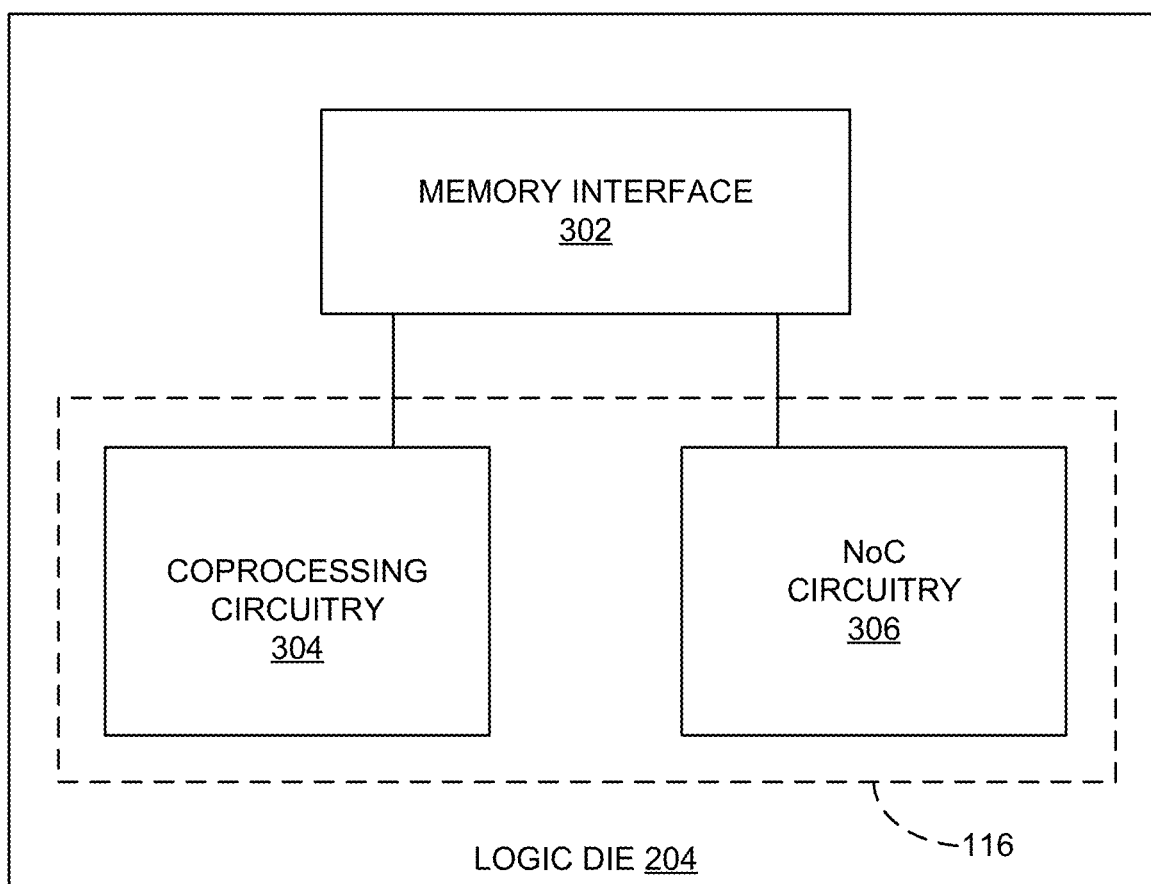 MEMORY INTERFACE
302
COPROCESSING
CIRCUITRY
304
NoC
CIRCUITRY
306
116
LOGIC DIE 204